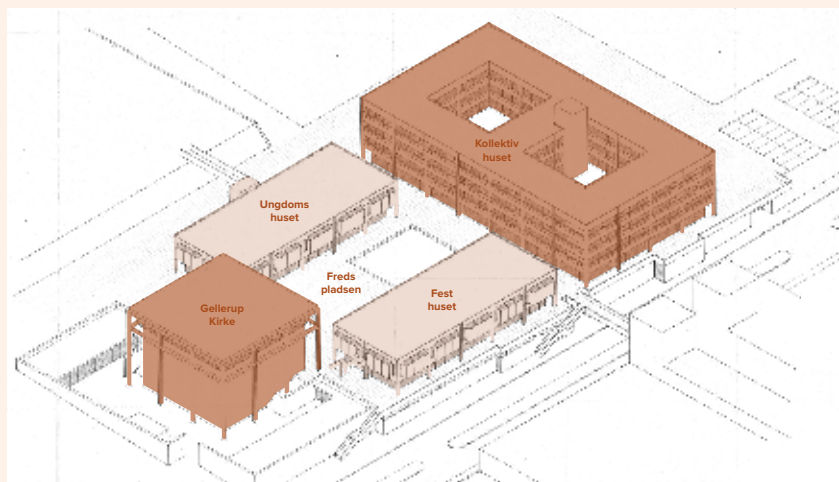 Kollektiv
huset
Ungdoms
huset
Freds
pladsen
Fest
huset
Gellerup
Kirke